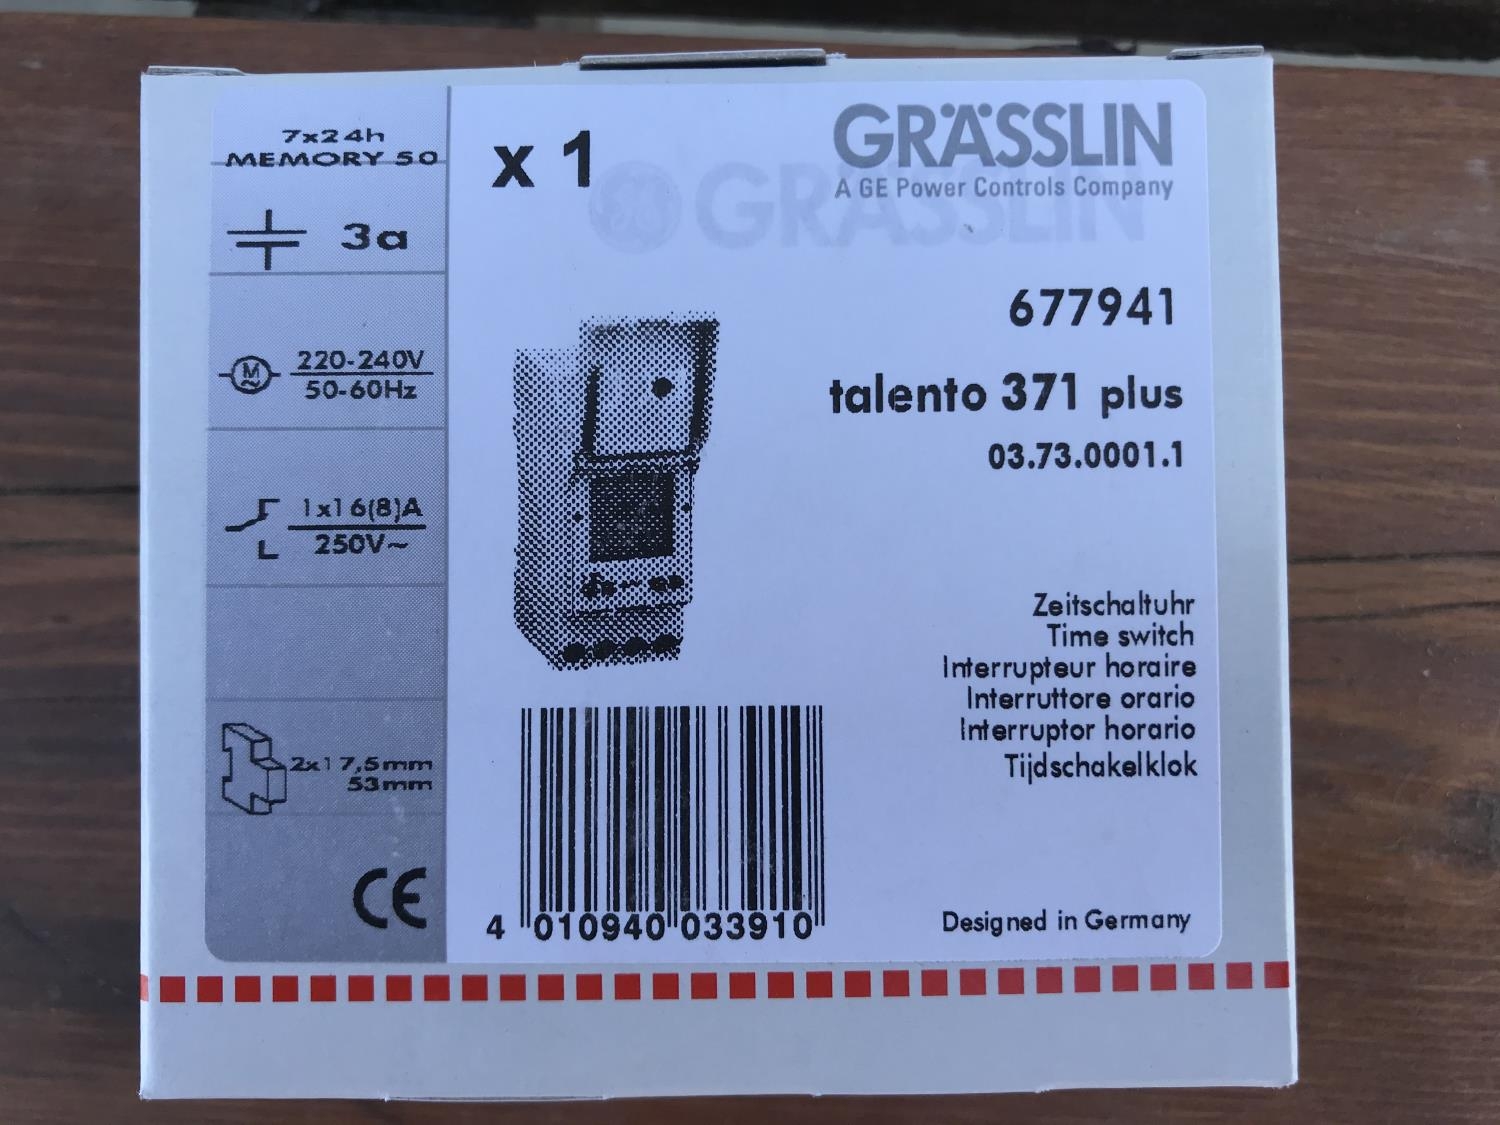 7x24h
MEMORY 50
3a
M
220-240V
50-60Hz
1x16(8)A
250V~
2x17,5mm
53mm
CE
x 1
GRÄSSLIN
A GE Power Controls Company
GE GRÄSSLIN
677941
talento 371 plus
03.73.0001.1
Zeitschaltuhr
Time switch
Interrupteur horaire
Interruttore orario
Interruptor horario
Tijdschakelklok
4 010940 033910
Designed in Germany